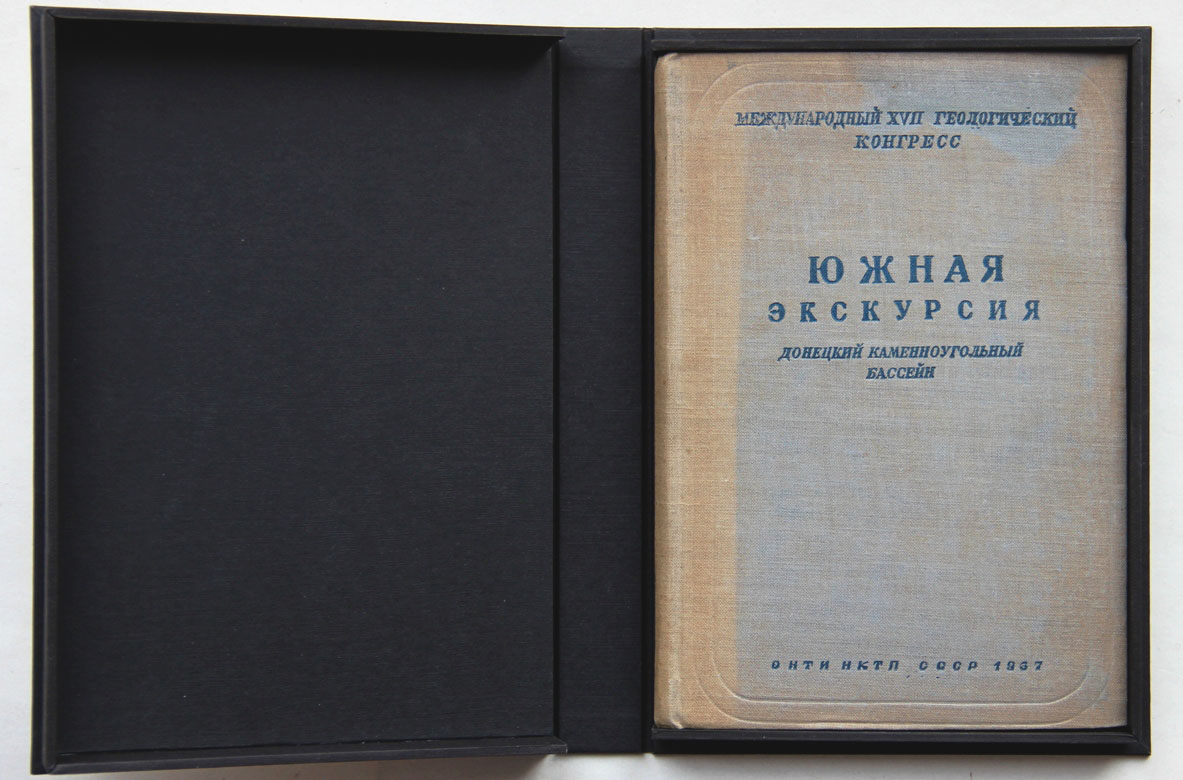 МЕЖДУНАРОДНЫЙ XVII ГЕОЛОГИЧЕСКИЙ
КОНГРЕСС
ЮЖНАЯ
ЭКСКУРСИЯ
ДОНЕЦКИЙ КАМЕННОУГОЛЬНЫЙ
БАССЕЙН
ОНТИ НКТП СССР 1937